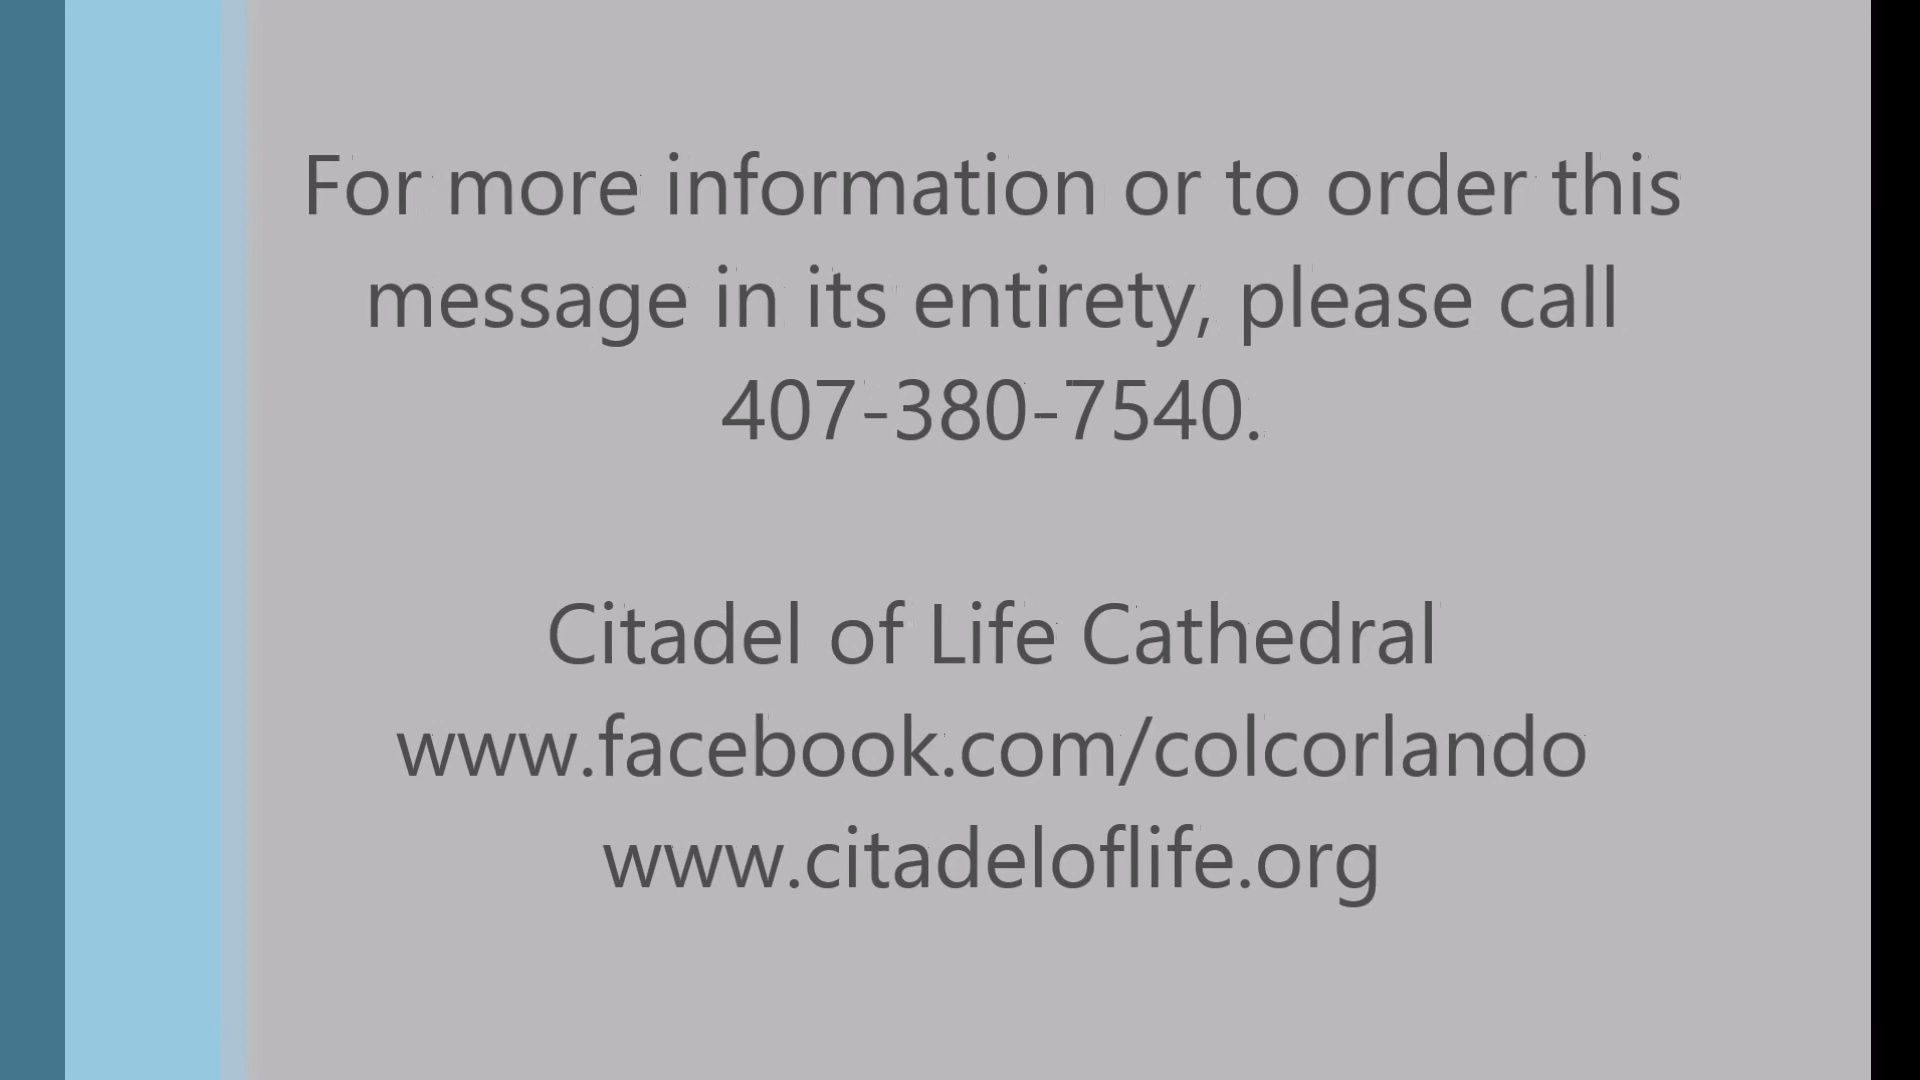 For more information or to order this
message in its entirety, please call
407-380-7540.
Citadel of Life Cathedral
www.facebook.com/colcorlando
www.citadeloflife.org